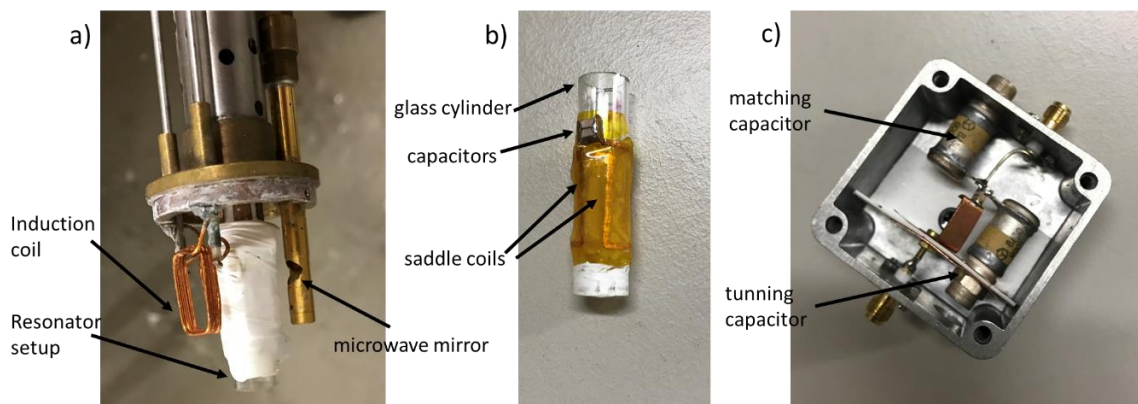 a)
Induction
coil
Resonator
setup
microwave mirror
b)
glass cylinder
capacitors
saddle coils
c)
matching
capacitor
tunning
capacitor